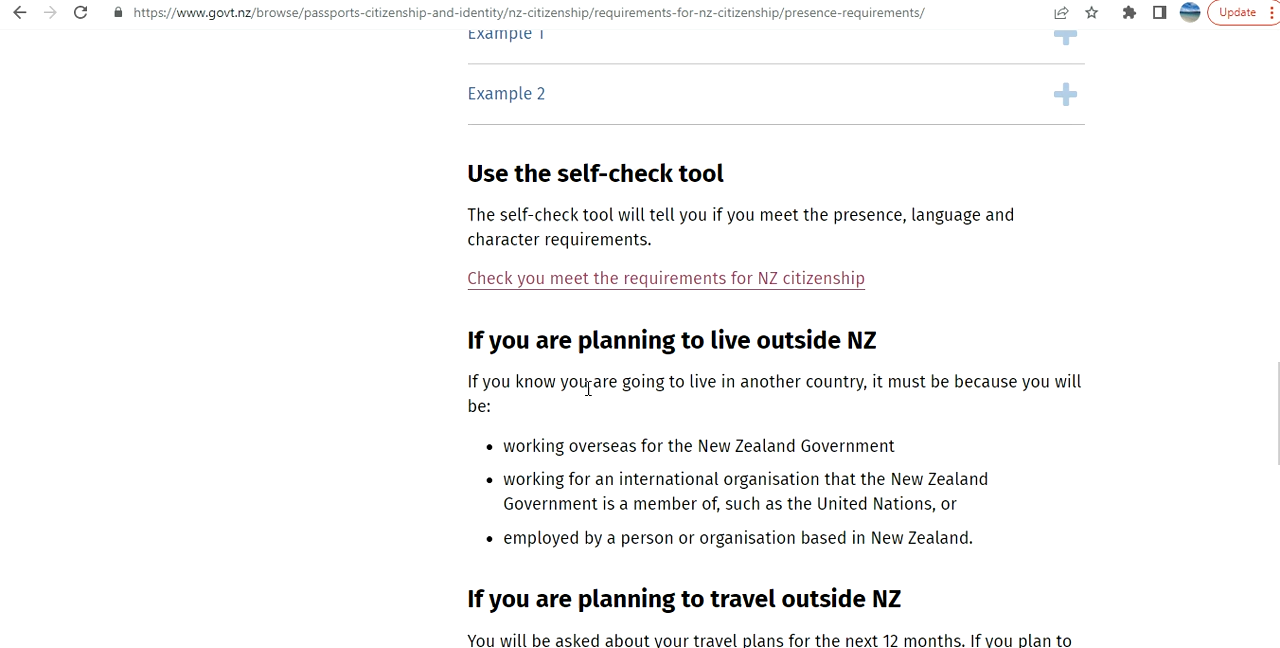 https://www.govt.nz/browse/passports-citizenship-and-identity/nz-citizenship/requirements-for-nz-citizenship/presence-requirements/
Update
Example 1
Example 2
Use the self-check tool
The self-check tool will tell you if you meet the presence, language and
character requirements.
Check you meet the requirements for NZ citizenship
If you are planning to live outside NZ
If you know you are going to live in another country, it must be because you will
be:
• working overseas for the New Zealand Government
• working for an international organisation that the New Zealand
Government is a member of, such as the United Nations, or
• employed by a person or organisation based in New Zealand.
If you are planning to travel outside NZ
You will be asked about your travel plans for the next 12 months. If you plan to